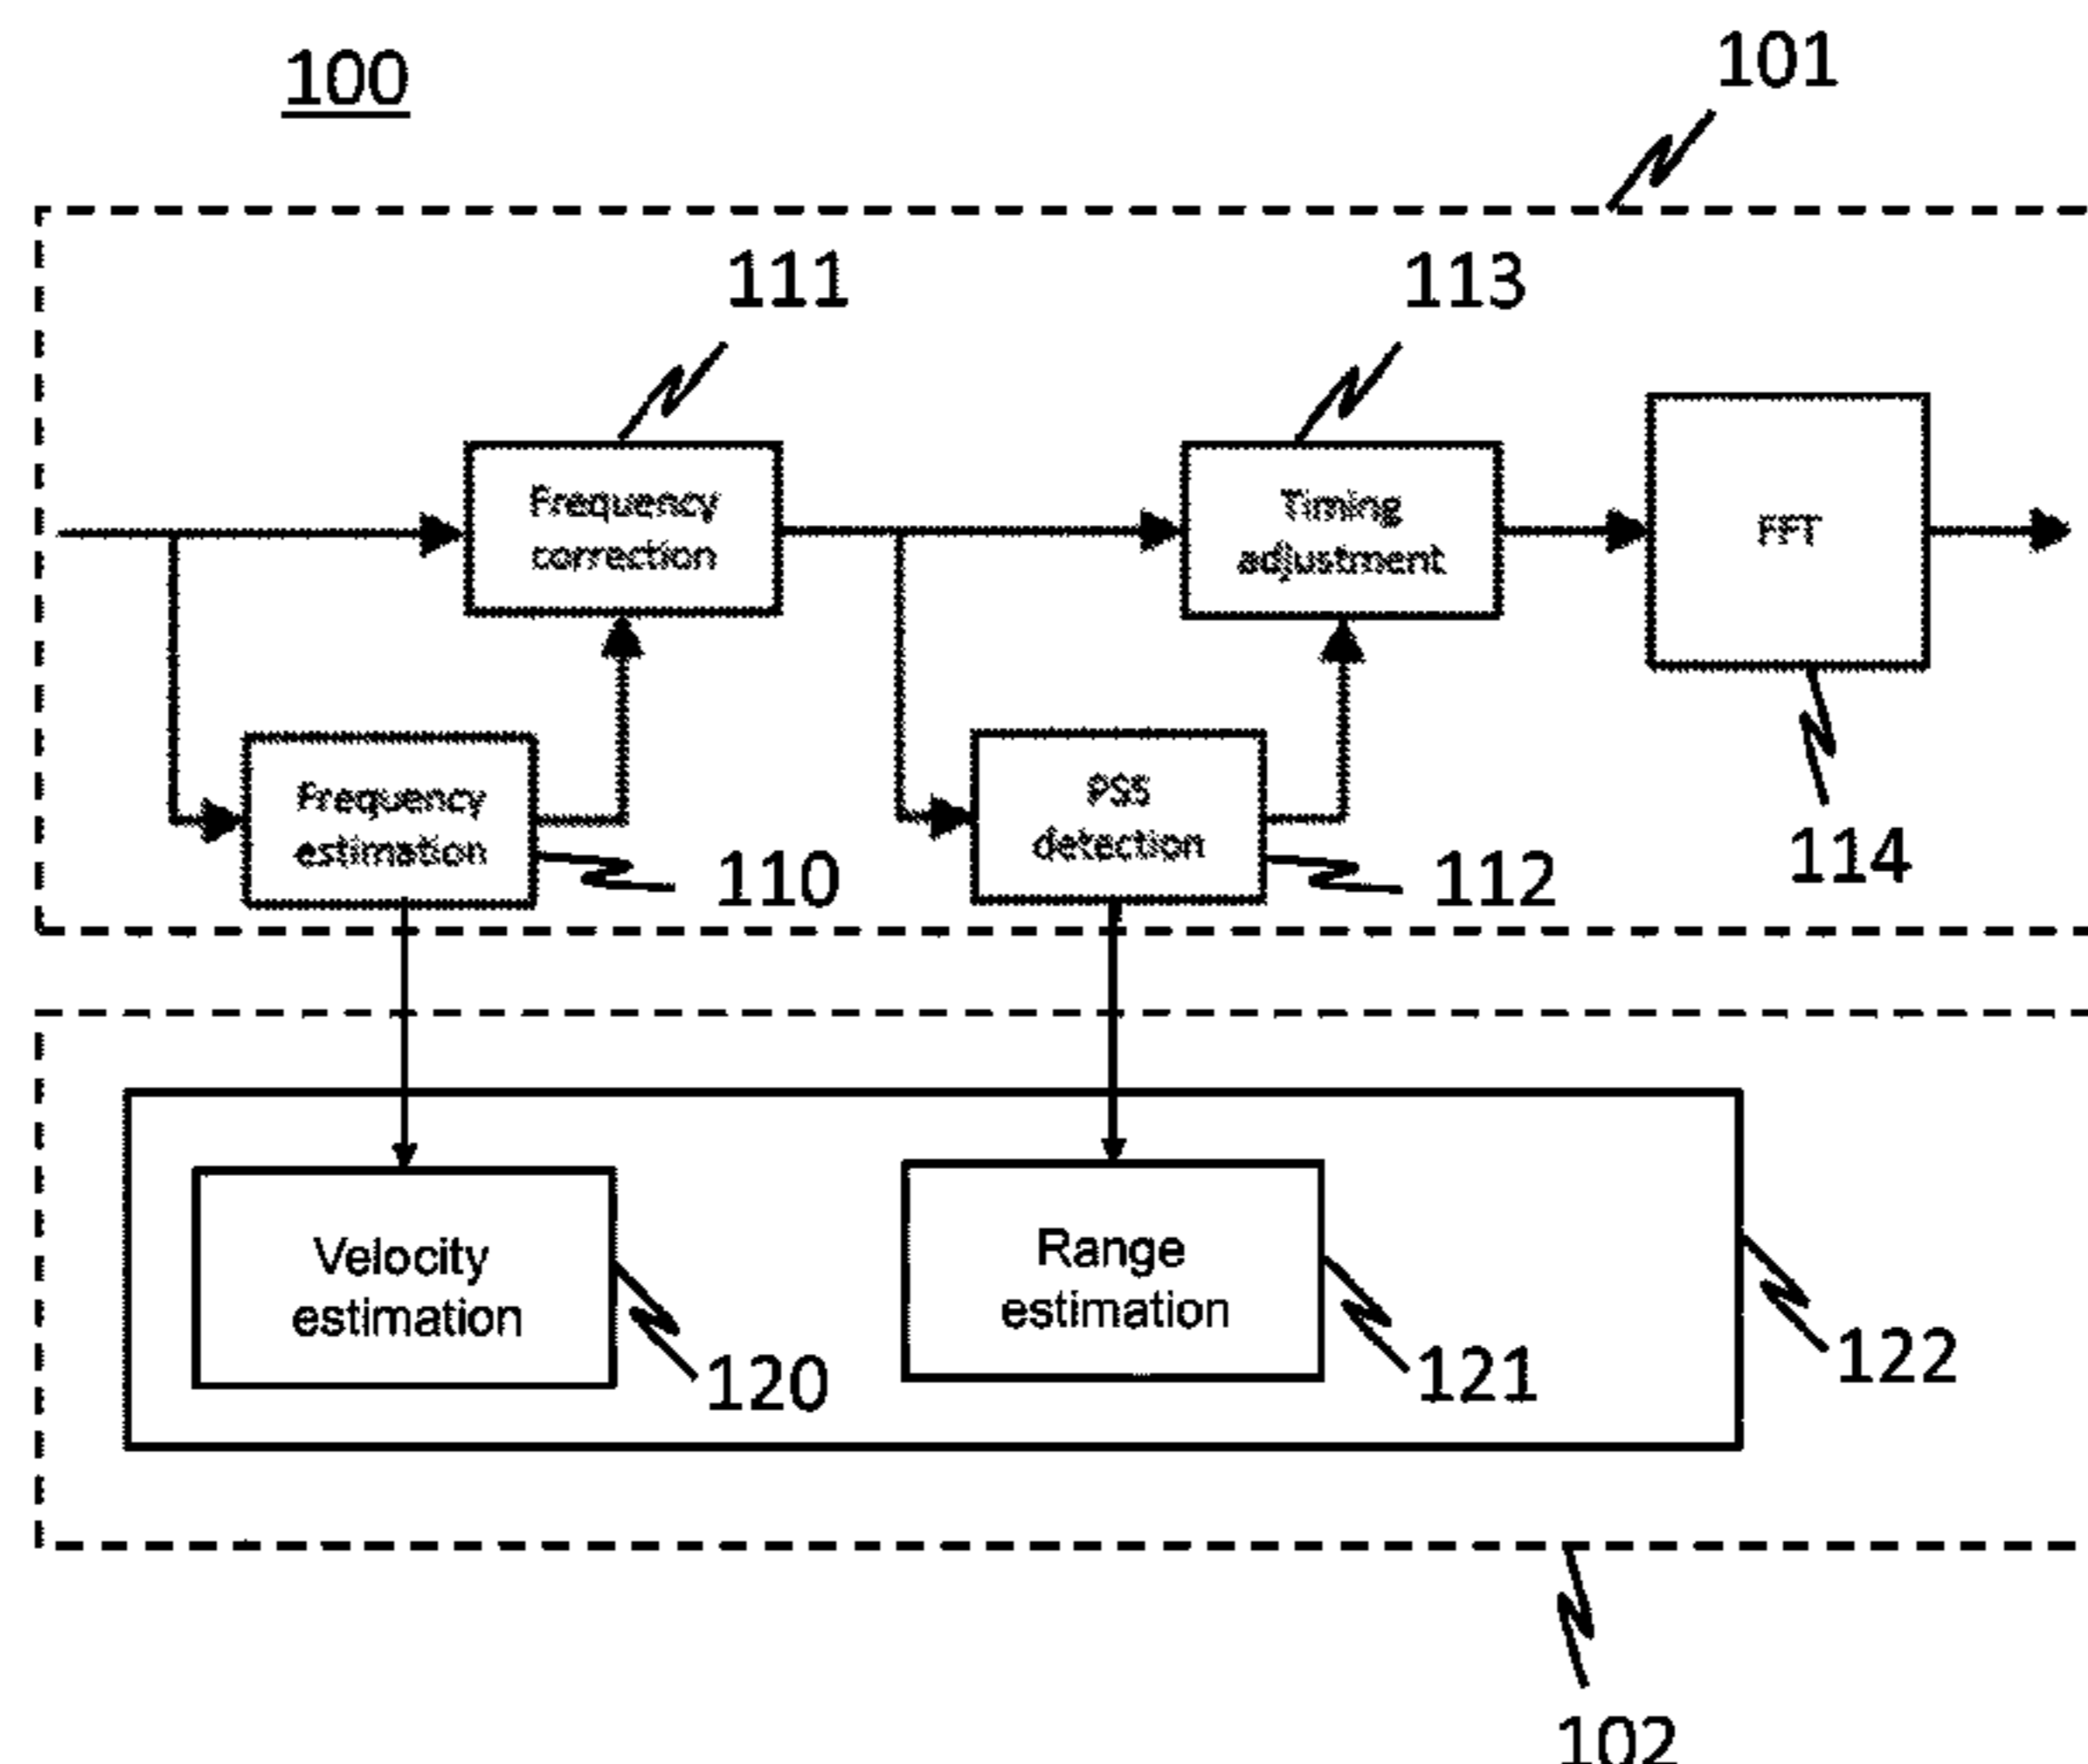 100
101
111
113
Frequency
correction
Timing
adjustment
FFT
Frequency
estimation
110
PSS
detection
112
114
Velocity
estimation
120
Range
estimation
121
122
102